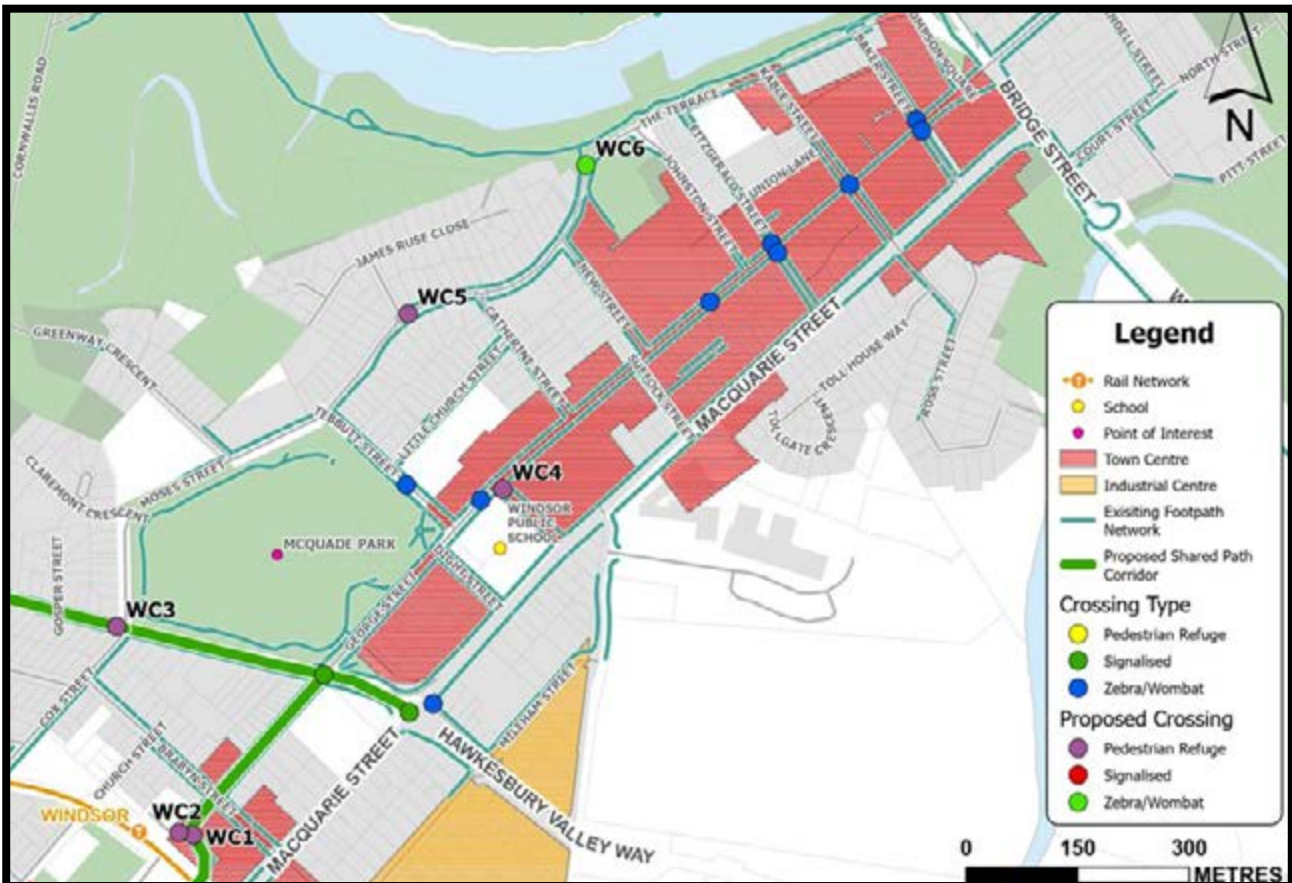 CORNWALLIS ROAD
THE TERRACE
KABLE STREET
BAKER STREET
BRIDGE STREET
NORTH STREET
COURT STREET
PITT STREET
N
WC6
JOHNSTON STREET
FITZGERALD STREET
UNION LANE
JAMES RUSE CLOSE
WC5
NEW STREET
CATHERINE STREET
LITTLE CHURCH STREET
GREENWAY CRESCENT
TEBBUTT STREET
SUFFOLK STREET
MACQUARIE STREET
TOLL HOUSE WAY
TOLLGATE CRESCENT
ROSS STREET
CLAREMONT CRESCENT
MOSES STREET
WC4
WINDSOR
PUBLIC
SCHOOL
MCQUADE PARK
DIGHT STREET
GEORGE STREET
GOSPER STREET
WC3
COX STREET
CHURCH STREET
BRABYN STREET
MILEHAM STREET
HAWKESBURY VALLEY WAY
MACQUARIE STREET
WINDSOR
T
WC2
WC1
Legend
T
Rail Network
School
Point of Interest
Town Centre
Industrial Centre
Exisiting Footpath
Network
Proposed Shared Path
Corridor
Crossing Type
Pedestrian Refuge
Signalised
Zebra/Wombat
Proposed Crossing
Pedestrian Refuge
Signalised
Zebra/Wombat
0 150 300
METRES